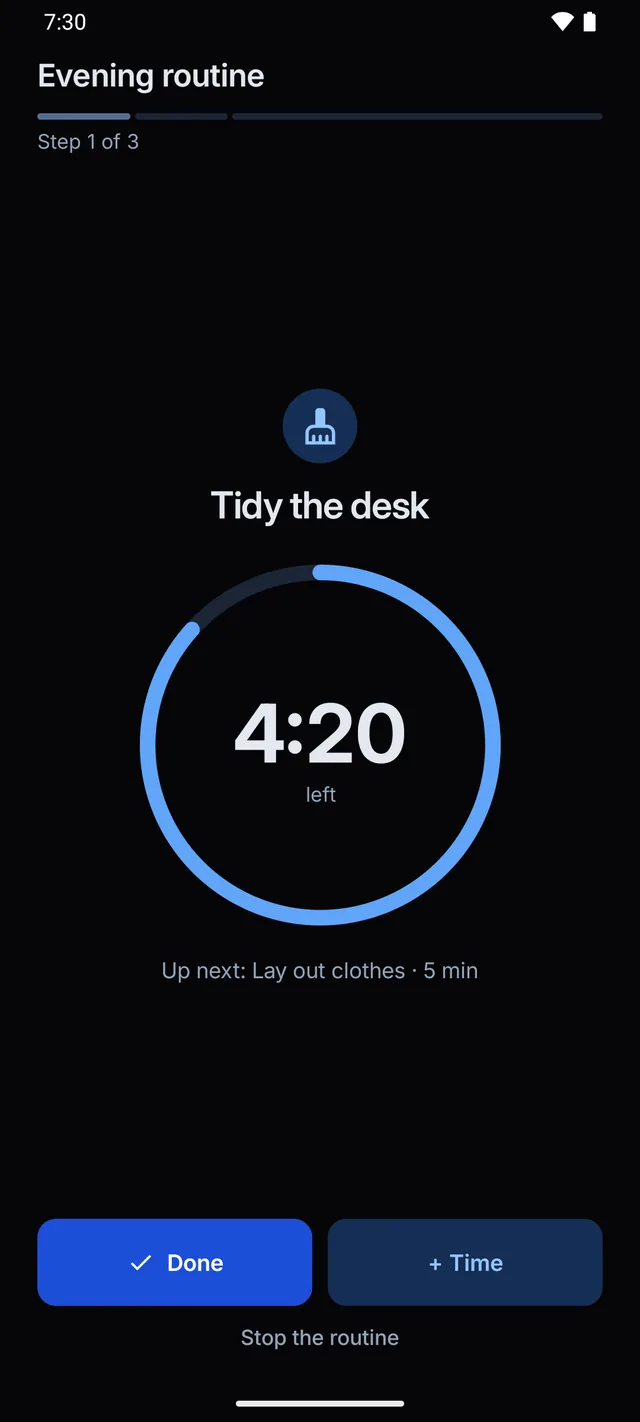 7:30
Evening routine
Step 1 of 3
Tidy the desk
4:20
left
Up next: Lay out clothes · 5 min
Done
+ Time
Stop the routine